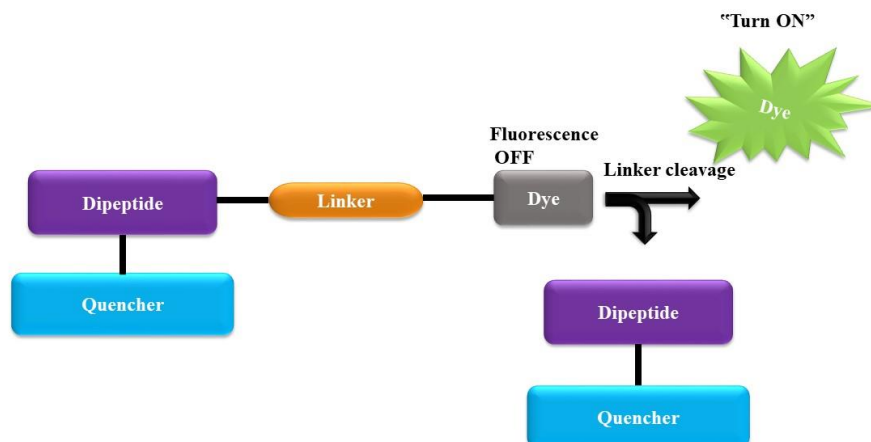 “Turn ON”
Dye
Fluorescence
OFF
Linker cleavage
Dipeptide
Linker
Dye
Quencher
Dipeptide
Quencher